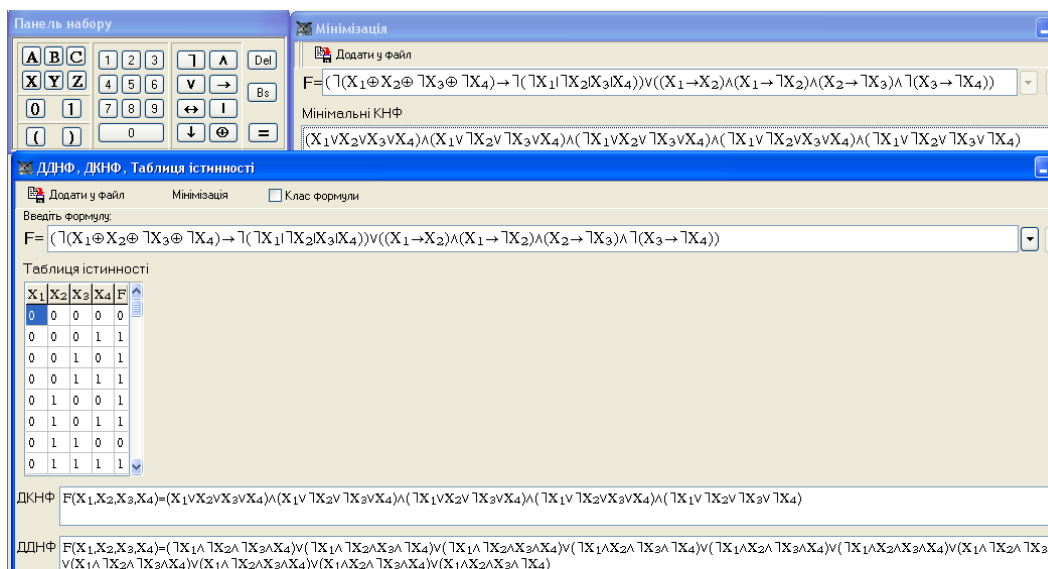 Панель набору
A B C 1 2 3 ⅂ ∧ Del
X Y Z 4 5 6 ∨ → Bs
0 1 7 8 9 ↔ |
( ) 0 ↓ ⊕ =
Мінімізація
Додати у файл
F= (⅂(X₁⊕X₂⊕ ⅂X₃⊕ ⅂X₄)→⅂(⅂X₁|⅂X₂|X₃|X₄))∨((X₁→X₂)∧(X₁→⅂X₂)∧(X₂→⅂X₃)∧⅂(X₃→⅂X₄))
Мінімальні КНФ
(X₁∨X₂∨X₃∨X₄)∧(X₁∨⅂X₂∨⅂X₃∨X₄)∧(⅂X₁∨X₂∨⅂X₃∨X₄)∧(⅂X₁∨⅂X₂∨X₃∨X₄)∧(⅂X₁∨⅂X₂∨⅂X₃∨⅂X₄)
ДДНФ, ДКНФ, Таблиця істинності
Додати у файл Мінімізація Клас формули
Введіть формулу:
F= (⅂(X₁⊕X₂⊕ ⅂X₃⊕ ⅂X₄)→⅂(⅂X₁|⅂X₂|X₃|X₄))∨((X₁→X₂)∧(X₁→⅂X₂)∧(X₂→⅂X₃)∧⅂(X₃→⅂X₄))
Таблиця істинності
X₁ X₂ X₃ X₄ F
0 0 0 0 0
0 0 0 1 1
0 0 1 0 1
0 0 1 1 1
0 1 0 0 1
0 1 0 1 1
0 1 1 0 0
0 1 1 1 1
ДКНФ F(X₁,X₂,X₃,X₄)=(X₁∨X₂∨X₃∨X₄)∧(X₁∨⅂X₂∨⅂X₃∨X₄)∧(⅂X₁∨X₂∨⅂X₃∨X₄)∧(⅂X₁∨⅂X₂∨X₃∨X₄)∧(⅂X₁∨⅂X₂∨⅂X₃∨⅂X₄)
ДДНФ F(X₁,X₂,X₃,X₄)=(⅂X₁∧⅂X₂∧⅂X₃∧X₄)∨(⅂X₁∧⅂X₂∧X₃∧⅂X₄)∨(⅂X₁∧⅂X₂∧X₃∧X₄)∨(⅂X₁∧X₂∧⅂X₃∧⅂X₄)∨(⅂X₁∧X₂∧⅂X₃∧X₄)∨(⅂X₁∧X₂∧X₃∧X₄)∨(X₁∧⅂X₂∧⅂X₃
∨(X₁∧⅂X₂∧⅂X₃∧X₄)∨(X₁∧⅂X₂∧X₃∧X₄)∨(X₁∧X₂∧⅂X₃∧X₄)∨(X₁∧X₂∧X₃∧⅂X₄)